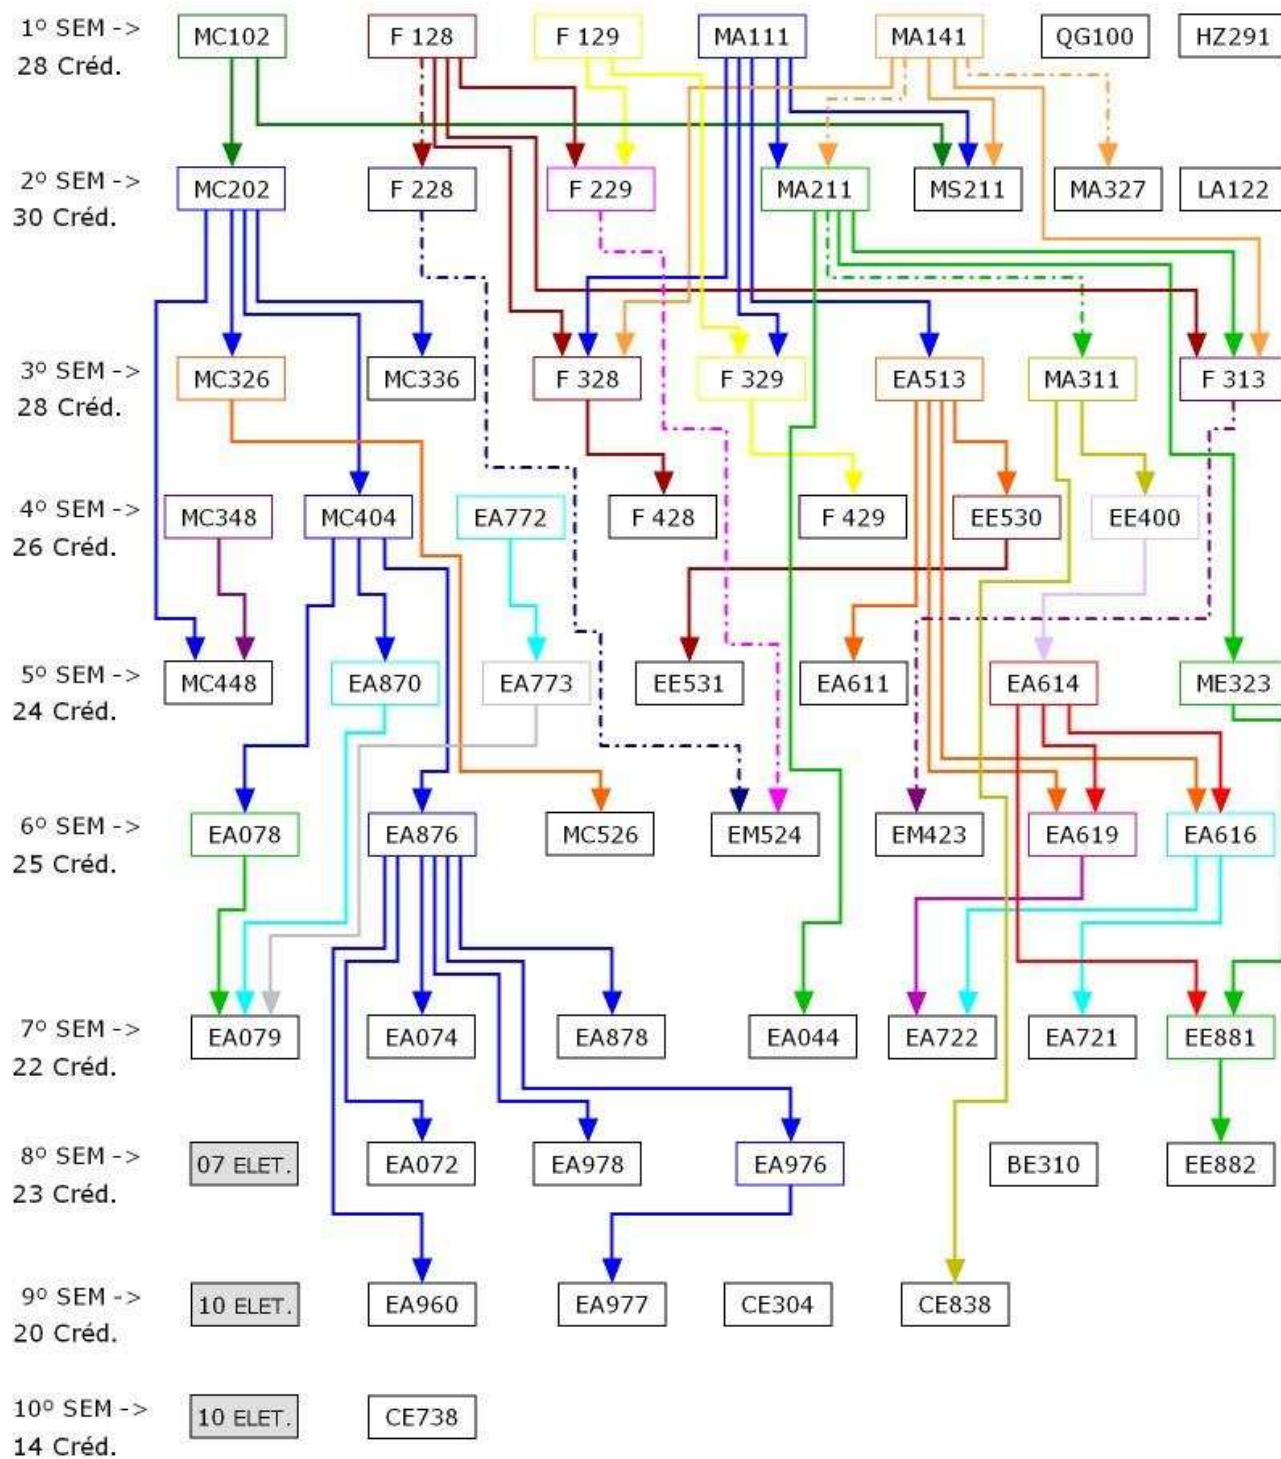 1º SEM -> MC102 F 128 F 129 MA111 MA141 QG100 HZ291
28 Créd.
2º SEM -> MC202 F 228 F 229 MA211 MS211 MA327 LA122
30 Créd.
3º SEM -> MC326 MC336 F 328 F 329 EA513 MA311 F 313
28 Créd.
4º SEM -> MC348 MC404 EA772 F 428 F 429 EE530 EE400
26 Créd.
5º SEM -> MC448 EA870 EA773 EE531 EA611 EA614 ME323
24 Créd.
6º SEM -> EA078 EA876 MC526 EM524 EM423 EA619 EA616
25 Créd.
7º SEM -> EA079 EA074 EA878 EA044 EA722 EA721 EE881
22 Créd.
8º SEM -> 07 ELET. EA072 EA978 EA976 BE310 EE882
23 Créd.
9º SEM -> 10 ELET. EA960 EA977 CE304 CE838
20 Créd.
10º SEM -> 10 ELET. CE738
14 Créd.